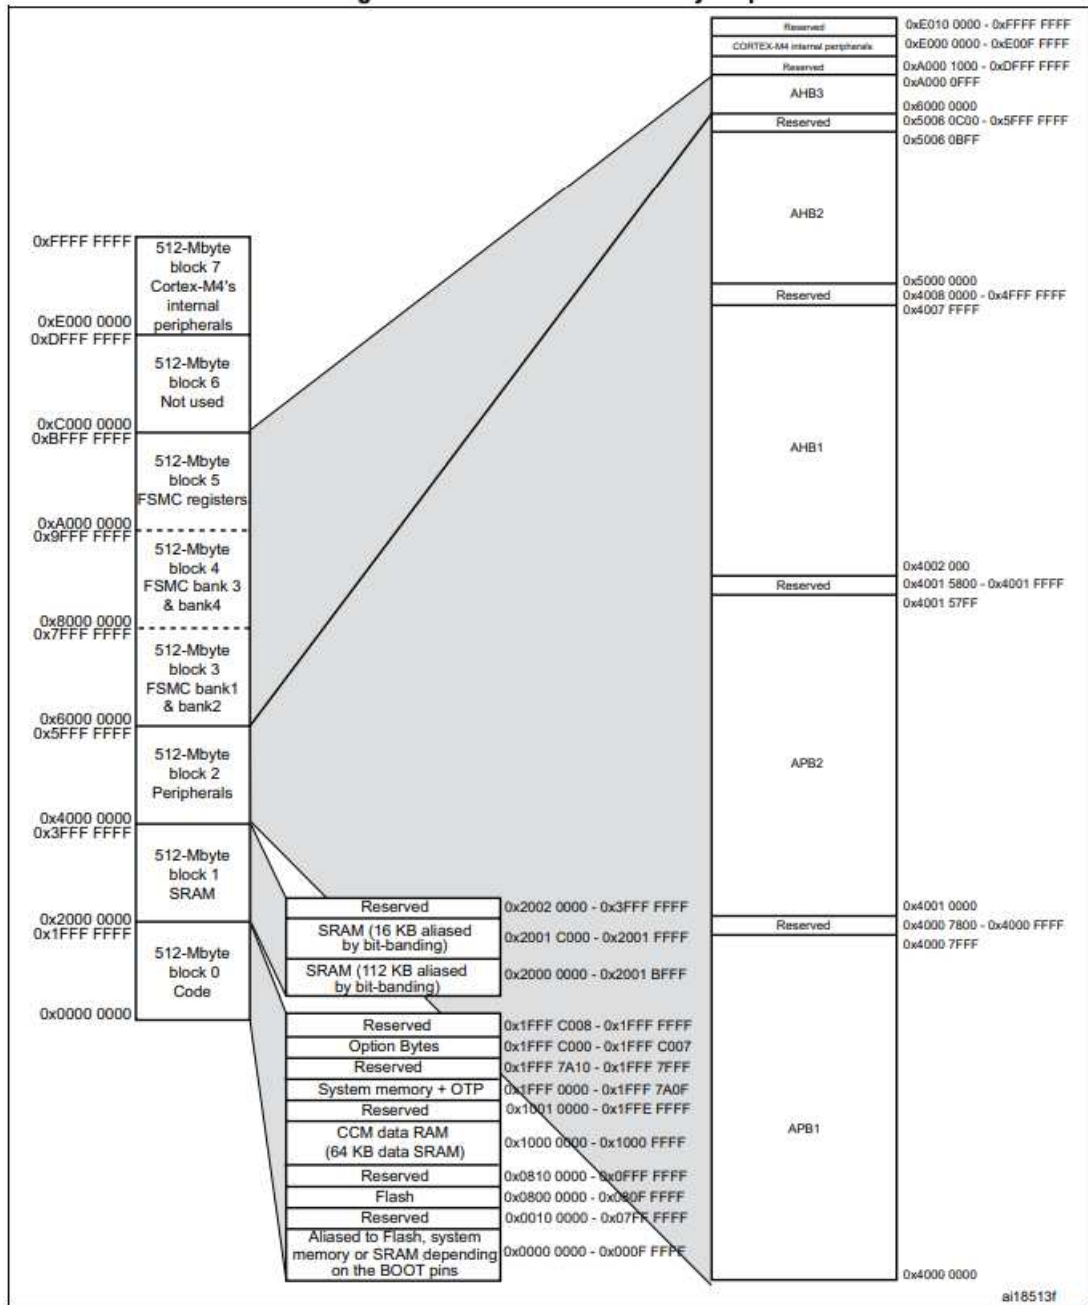 0xFFFF FFFF
512-Mbyte
block 7
Cortex-M4's
internal
peripherals
0xE000 0000
0xDFFF FFFF
512-Mbyte
block 6
Not used
0xC000 0000
0xBFFF FFFF
512-Mbyte
block 5
FSMC registers
0xA000 0000
0x9FFF FFFF
512-Mbyte
block 4
FSMC bank 3
& bank4
0x8000 0000
0x7FFF FFFF
512-Mbyte
block 3
FSMC bank1
& bank2
0x6000 0000
0x5FFF FFFF
512-Mbyte
block 2
Peripherals
0x4000 0000
0x3FFF FFFF
512-Mbyte
block 1
SRAM
0x2000 0000
0x1FFF FFFF
512-Mbyte
block 0
Code
0x0000 0000
Reserved 0x2002 0000 - 0x3FFF FFFF
SRAM (16 KB aliased
by bit-banding)
0x2001 C000 - 0x2001 FFFF
SRAM (112 KB aliased
by bit-banding)
0x2000 0000 - 0x2001 BFFF
Reserved 0x1FFF C008 - 0x1FFF FFFF
Option Bytes 0x1FFF C000 - 0x1FFF C007
Reserved 0x1FFF 7A10 - 0x1FFF 7FFF
System memory + OTP 0x1FFF 0000 - 0x1FFF 7A0F
Reserved 0x1001 0000 - 0x1FFE FFFF
CCM data RAM
(64 KB data SRAM)
0x1000 0000 - 0x1000 FFFF
Reserved 0x0810 0000 - 0x0FFF FFFF
Flash 0x0800 0000 - 0x080F FFFF
Reserved 0x0010 0000 - 0x07FF FFFF
Aliased to Flash, system
memory or SRAM depending
on the BOOT pins
0x0000 0000 - 0x000F FFFF
Reserved 0xE010 0000 - 0xFFFF FFFF
CORTEX-M4 internal peripherals 0xE000 0000 - 0xE00F FFFF
Reserved 0xA000 1000 - 0xDFFF FFFF
0xA000 0FFF
AHB3
0x6000 0000
Reserved 0x5006 0C00 - 0x5FFF FFFF
0x5006 0BFF
AHB2
0x5000 0000
Reserved 0x4008 0000 - 0x4FFF FFFF
0x4007 FFFF
AHB1
0x4002 000
Reserved 0x4001 5800 - 0x4001 FFFF
0x4001 57FF
APB2
0x4001 0000
Reserved 0x4000 7800 - 0x4000 FFFF
0x4000 7FFF
APB1
0x4000 0000
ai18513f